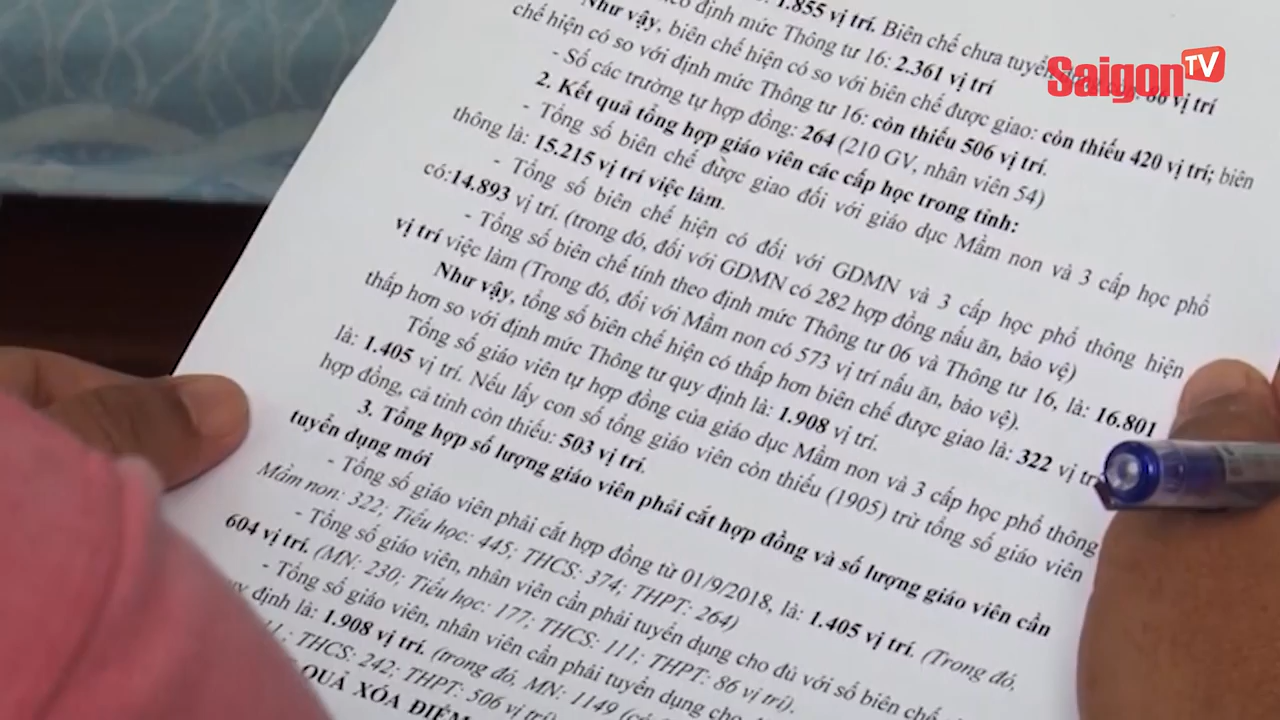 1.855 vị trí. Biên chế chưa tuyển
định mức Thông tư 16: 2.361 vị trí
86 vị trí
Như vậy, biên chế hiện có so với biên chế được giao: còn thiếu 420 vị trí; biên
chế hiện có so với định mức Thông tư 16: còn thiếu 506 vị trí.
- Số các trường tự hợp đồng: 264 (210 GV, nhân viên 54)
2. Kết quả tổng hợp giáo viên các cấp học trong tỉnh:
- Tổng số biên chế được giao đối với giáo dục Mầm non và 3 cấp học phổ
thông là: 15.215 vị trí việc làm.
- Tổng số biên chế hiện có đối với GDMN và 3 cấp học phổ thông hiện
có:14.893 vị trí. (trong đó, đối với GDMN có 282 hợp đồng nấu ăn, bảo vệ)
- Tổng số biên chế tính theo định mức Thông tư 06 và Thông tư 16, là: 16.801
vị trí việc làm (Trong đó, đối với Mầm non có 573 vị trí nấu ăn, bảo vệ).
Như vậy, tổng số biên chế hiện có thấp hơn biên chế được giao là: 322 vị trí
thấp hơn so với định mức Thông tư quy định là: 1.908 vị trí.
Tổng số giáo viên tự hợp đồng của giáo dục Mầm non và 3 cấp học phổ thông
là: 1.405 vị trí. Nếu lấy con số tổng giáo viên còn thiếu (1905) trừ tổng số giáo viên
hợp đồng, cả tỉnh còn thiếu: 503 vị trí.
3. Tổng hợp số lượng giáo viên phải cắt hợp đồng và số lượng giáo viên cần
tuyển dụng mới
- Tổng số giáo viên phải cắt hợp đồng từ 01/9/2018, là: 1.405 vị trí. (Trong đó,
Mầm non: 322; Tiểu học: 445; THCS: 374; THPT: 264)
- Tổng số giáo viên, nhân viên cần phải tuyển dụng cho đủ với số biên chế
604 vị trí. (MN: 230; Tiểu học: 177; THCS: 111; THPT: 86 vị trí).
- Tổng số giáo viên, nhân viên cần phải tuyển dụng cho
định là: 1.908 vị trí. (trong đó, MN: 1149
THCS: 242; THPT: 506 vị trí)
QUẢ XÓA ĐIỂM
Saigon TV